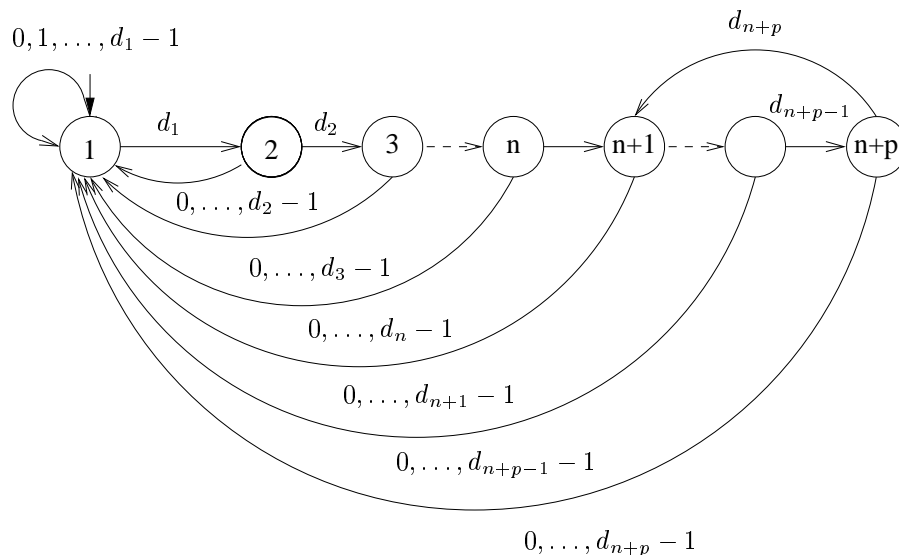 d_{n+p}
0, 1, …, d_1 − 1
d_{n+p−1}
d_1
d_2
1
2
3
n
n+1
n+p
0, …, d_2 − 1
0, …, d_3 − 1
0, …, d_n − 1
0, …, d_{n+1} − 1
0, …, d_{n+p−1} − 1
0, …, d_{n+p} − 1